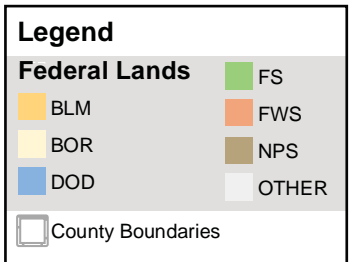 Legend
Federal Lands
BLM
BOR
DOD
FS
FWS
NPS
OTHER
County Boundaries